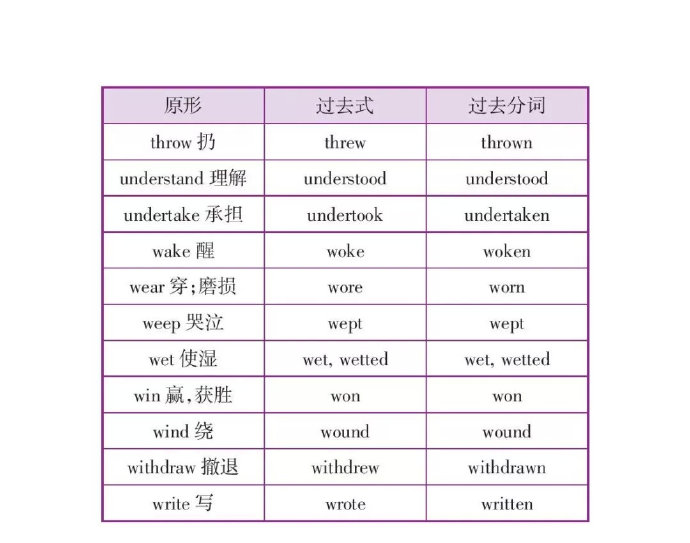 原形 过去式 过去分词
throw 扔 threw thrown
understand 理解 understood understood
undertake 承担 undertook undertaken
wake 醒 woke woken
wear 穿;磨损 wore worn
weep 哭泣 wept wept
wet 使湿 wet, wetted wet, wetted
win 赢,获胜 won won
wind 绕 wound wound
withdraw 撤退 withdrew withdrawn
write 写 wrote written